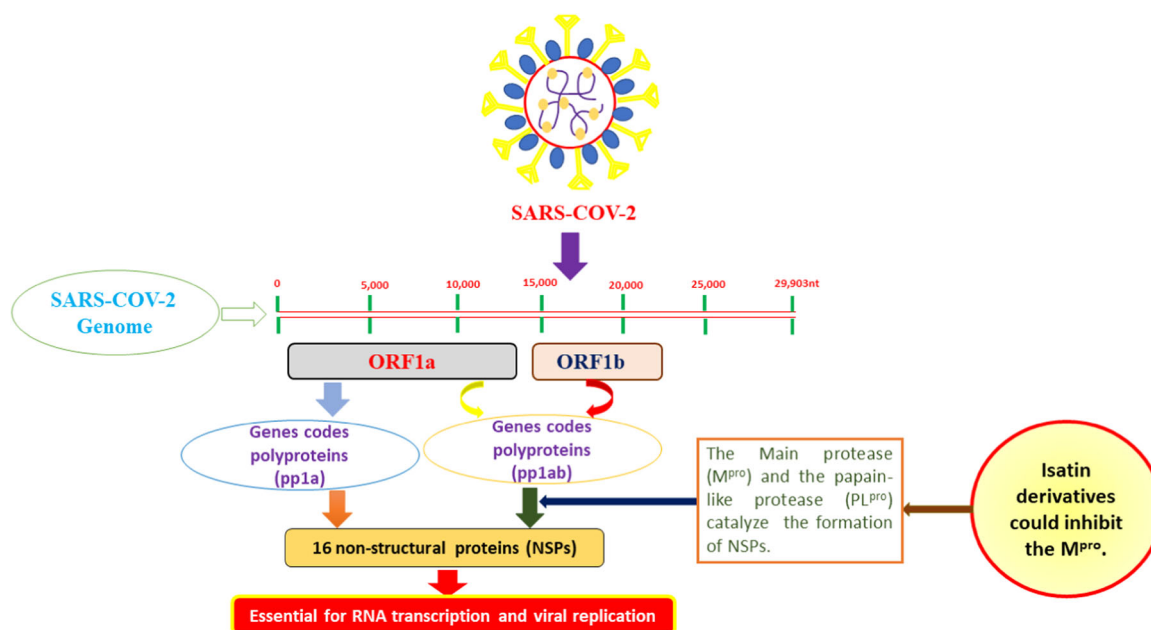 SARS-COV-2
0 5,000 10,000 15,000 20,000 25,000 29,903nt
SARS-COV-2
Genome
ORF1a
ORF1b
Genes codes
polyproteins
(pp1a)
Genes codes
polyproteins
(pp1ab)
The Main protease
(Mᵖʳᵒ) and the papain-
like protease (PLᵖʳᵒ)
catalyze the formation
of NSPs.
Isatin
derivatives
could inhibit
the Mᵖʳᵒ.
16 non-structural proteins (NSPs)
Essential for RNA transcription and viral replication